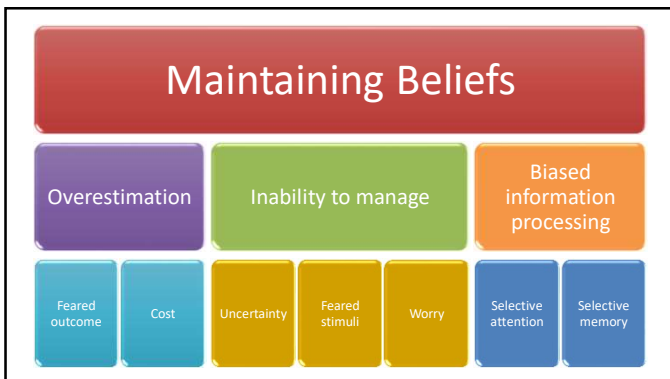 Maintaining Beliefs
Overestimation
Inability to manage
Biased
information
processing
Feared
outcome
Cost
Uncertainty
Feared
stimuli
Worry
Selective
attention
Selective
memory